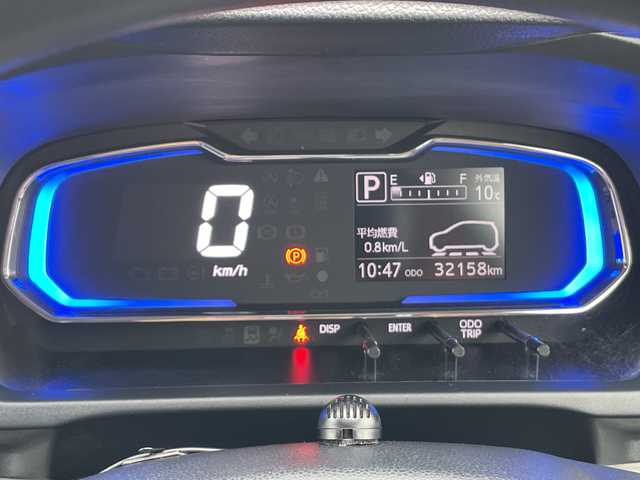 P E F 外気温
10c
0
km/h
平均燃費
0.8km/L
P
10:47 ODO 32158km
DISP ENTER ODO
TRIP